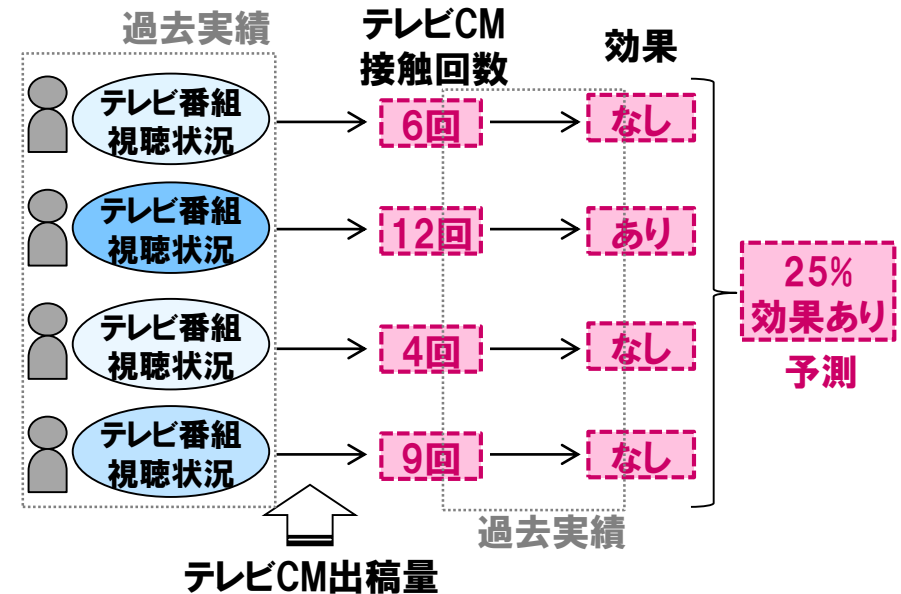 過去実績
テレビCM
接触回数
効果
テレビ番組
視聴状況
6回
なし
テレビ番組
視聴状況
12回
あり
テレビ番組
視聴状況
4回
なし
テレビ番組
視聴状況
9回
なし
25%
効果あり
予測
過去実績
テレビCM出稿量